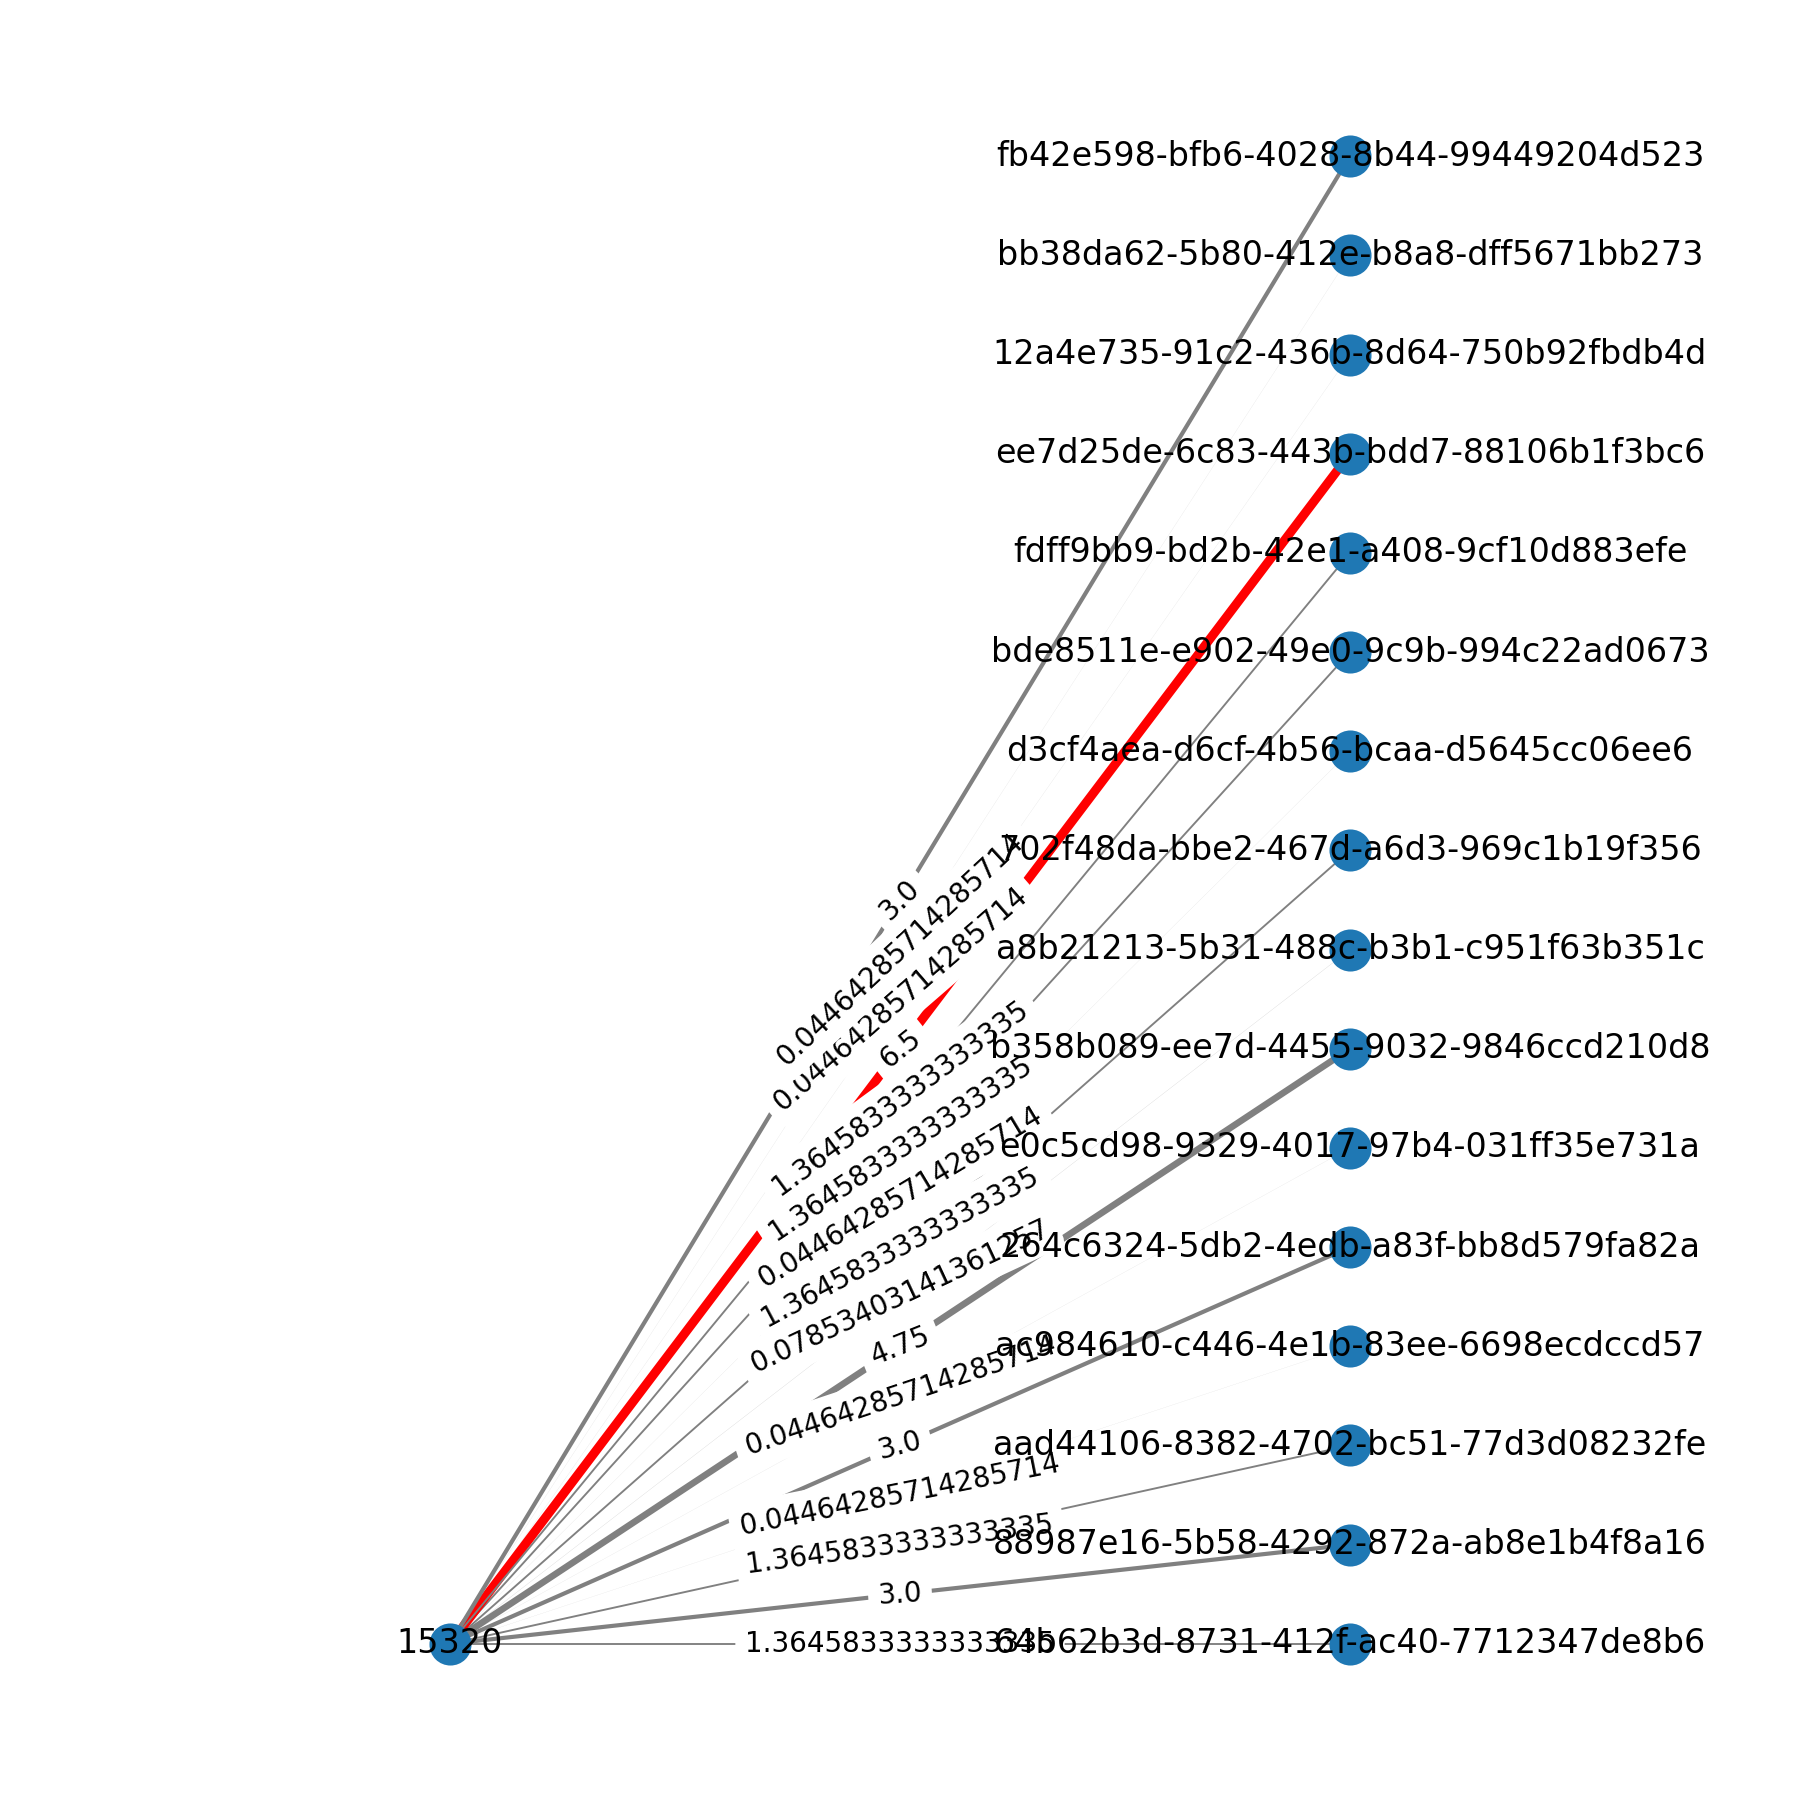 fb42e598-bfb6-4028-8b44-99449204d523
bb38da62-5b80-412e-b8a8-dff5671bb273
12a4e735-91c2-436b-8d64-750b92fbdb4d
ee7d25de-6c83-443b-bdd7-88106b1f3bc6
fdff9bb9-bd2b-42e1-a408-9cf10d883efe
bde8511e-e902-49e0-9c9b-994c22ad0673
d3cf4aea-d6cf-4b56-bcaa-d5645cc06ee6
702f48da-bbe2-467d-a6d3-969c1b19f356
a8b21213-5b31-488c-b3b1-c951f63b351c
b358b089-ee7d-4455-9032-9846ccd210d8
e0c5cd98-9329-4017-97b4-031ff35e731a
264c6324-5db2-4edb-a83f-bb8d579fa82a
ac984610-c446-4e1b-83ee-6698ecdccd57
aad44106-8382-4702-bc51-77d3d08232fe
88987e16-5b58-4292-872a-ab8e1b4f8a16
64b62b3d-8731-412f-ac40-7712347de8b6
3.0
0.044642857142857144
0.044642857142857144
6.5
1.3645833333333335
1.3645833333333335
0.044642857142857144
1.3645833333333335
0.07853403141361257
4.75
0.044642857142857144
3.0
0.044642857142857144
1.3645833333333335
3.0
1.3645833333333335
15320